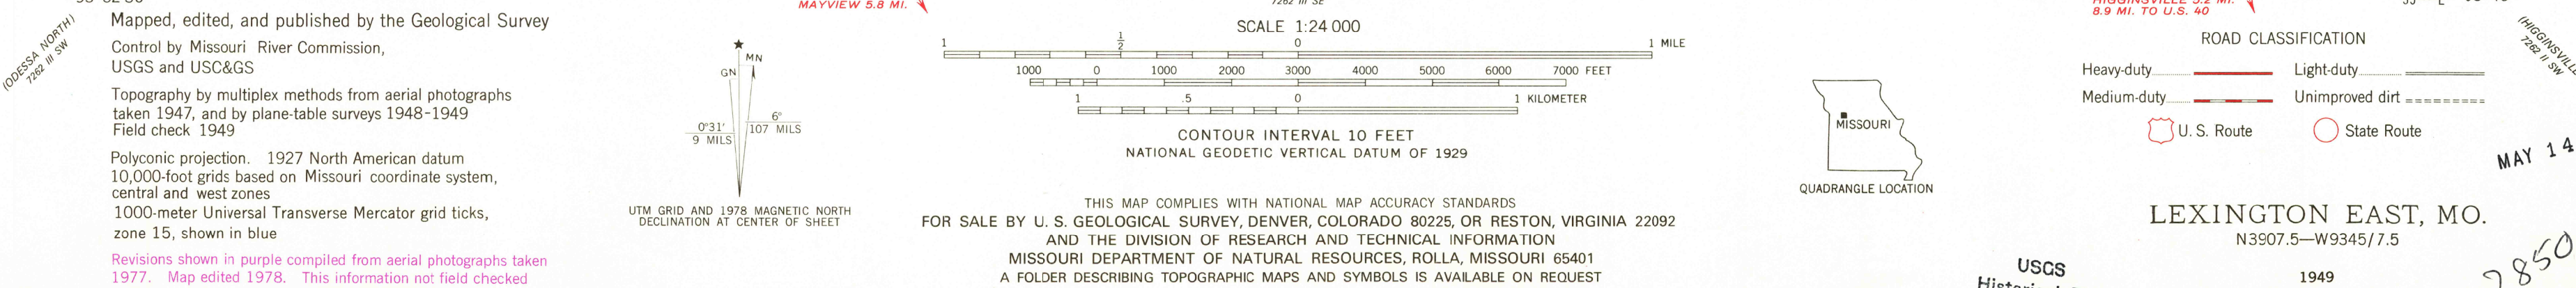 (ODESSA NORTH)
7262 III SW
Mapped, edited, and published by the Geological Survey
Control by Missouri River Commission,
USGS and USC&GS
Topography by multiplex methods from aerial photographs
taken 1947, and by plane-table surveys 1948-1949
Field check 1949
Polyconic projection. 1927 North American datum
10,000-foot grids based on Missouri coordinate system,
central and west zones
1000-meter Universal Transverse Mercator grid ticks,
zone 15, shown in blue
Revisions shown in purple compiled from aerial photographs taken
1977. Map edited 1978. This information not field checked
MAYVIEW 5.8 MI.
MN
GN
0°31'
9 MILS
6°
107 MILS
UTM GRID AND 1978 MAGNETIC NORTH
DECLINATION AT CENTER OF SHEET
7262 III SE
SCALE 1:24 000
1 ½ 0 1 MILE
1000 0 1000 2000 3000 4000 5000 6000 7000 FEET
1 .5 0 1 KILOMETER
CONTOUR INTERVAL 10 FEET
NATIONAL GEODETIC VERTICAL DATUM OF 1929
THIS MAP COMPLIES WITH NATIONAL MAP ACCURACY STANDARDS
FOR SALE BY U. S. GEOLOGICAL SURVEY, DENVER, COLORADO 80225, OR RESTON, VIRGINIA 22092
AND THE DIVISION OF RESEARCH AND TECHNICAL INFORMATION
MISSOURI DEPARTMENT OF NATURAL RESOURCES, ROLLA, MISSOURI 65401
A FOLDER DESCRIBING TOPOGRAPHIC MAPS AND SYMBOLS IS AVAILABLE ON REQUEST
MISSOURI
QUADRANGLE LOCATION
HIGGINSVILLE 5.2 MI.
8.9 MI. TO U.S. 40
ROAD CLASSIFICATION
Heavy-duty Light-duty
Medium-duty Unimproved dirt
U. S. Route State Route
(HIGGINSVILLE
7262 II SW
MAY 14
LEXINGTON EAST, MO.
N3907.5—W9345/7.5
1949
USGS
7850